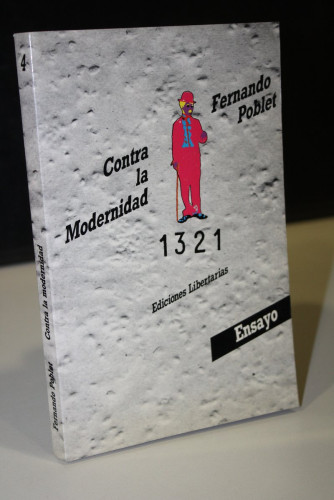 Fernando
Poblet
Contra
la
Modernidad
1321
Ediciones Libertarias
Ensayo
4
Contra la modernidad
Fernando Poblet